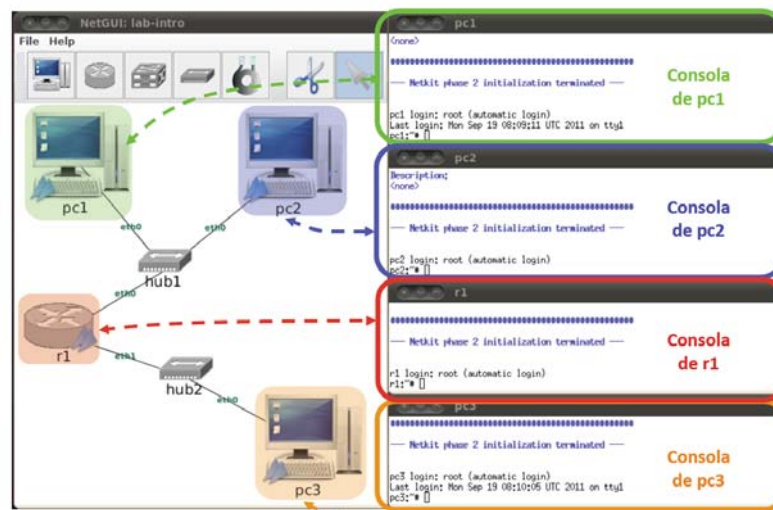 NetGUI: lab-intro
File Help
pc1
pc2
eth0
eth0
hub1
eth0
r1
eth1
hub2
eth0
pc3
pc1
<none>
--- Netkit phase 2 initialization terminated ---
pc1 login: root (automatic login)
Last login: Mon Sep 19 08:09:11 UTC 2011 on tty1
pc1:~#
Consola
de pc1
pc2
Description:
<none>
--- Netkit phase 2 initialization terminated ---
pc2 login: root (automatic login)
pc2:~#
Consola
de pc2
r1
--- Netkit phase 2 initialization terminated ---
r1 login: root (automatic login)
r1:~#
Consola
de r1
pc3
--- Netkit phase 2 initialization terminated ---
pc3 login: root (automatic login)
Last login: Mon Sep 19 08:10:05 UTC 2011 on tty1
pc3:~#
Consola
de pc3